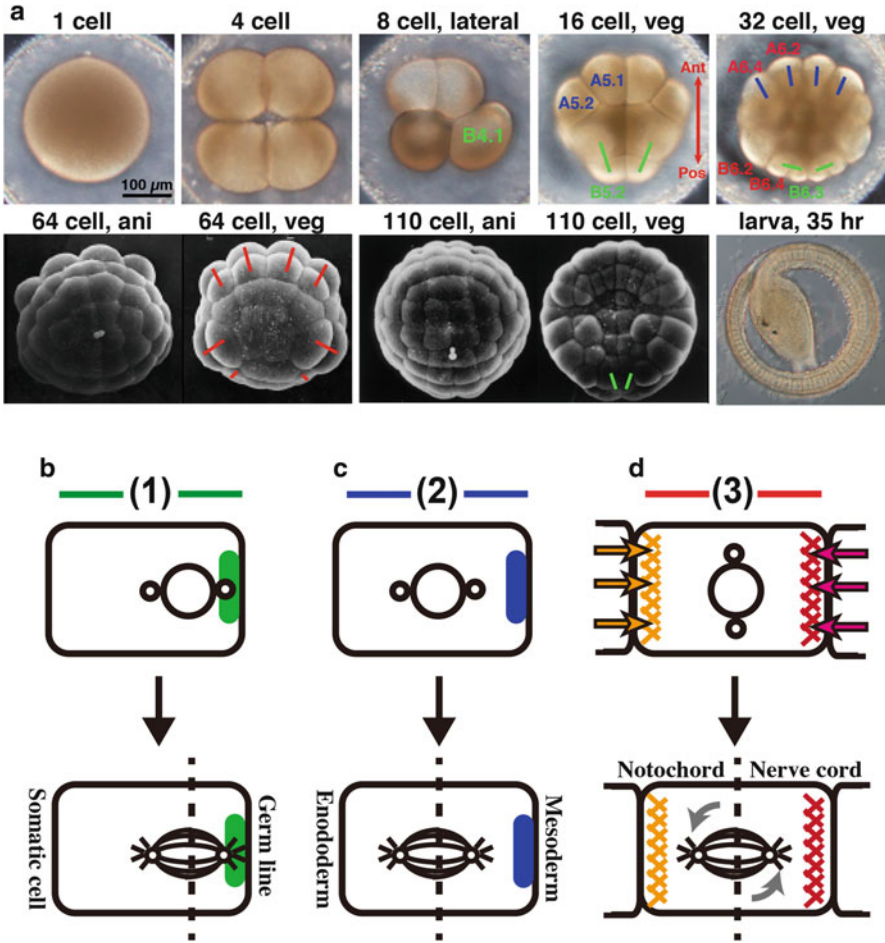 a
1 cell
4 cell
8 cell, lateral
16 cell, veg
32 cell, veg
100 µm
B4.1
A5.1
A5.2
B5.2
Ant
Pos
A6.2
A6.4
B6.2
B6.4
B6.3
64 cell, ani
64 cell, veg
110 cell, ani
110 cell, veg
larva, 35 hr
b
(1)
c
(2)
d
(3)
Somatic cell
Germ line
Enododerm
Mesoderm
Notochord
Nerve cord